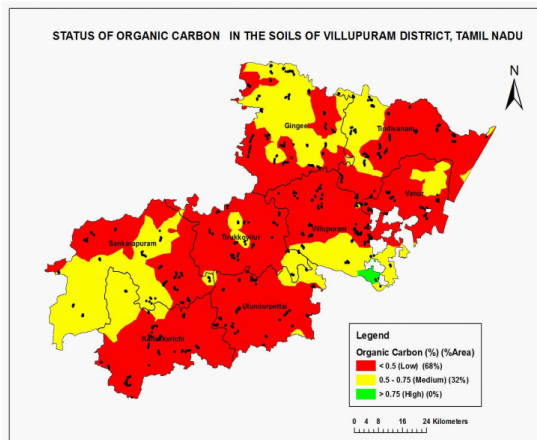 STATUS OF ORGANIC CARBON IN THE SOILS OF VILLUPURAM DISTRICT, TAMIL NADU
N
Gingee
Tindivanam
Vanur
Villupuram
Tirukkoyilur
Sankarapuram
Ulundurpettai
Kallakurichi
Legend
Organic Carbon (%) (%Area)
< 0.5 (Low) (68%)
0.5 - 0.75 (Medium) (32%)
> 0.75 (High) (0%)
0 4 8 16 24 Kilometers